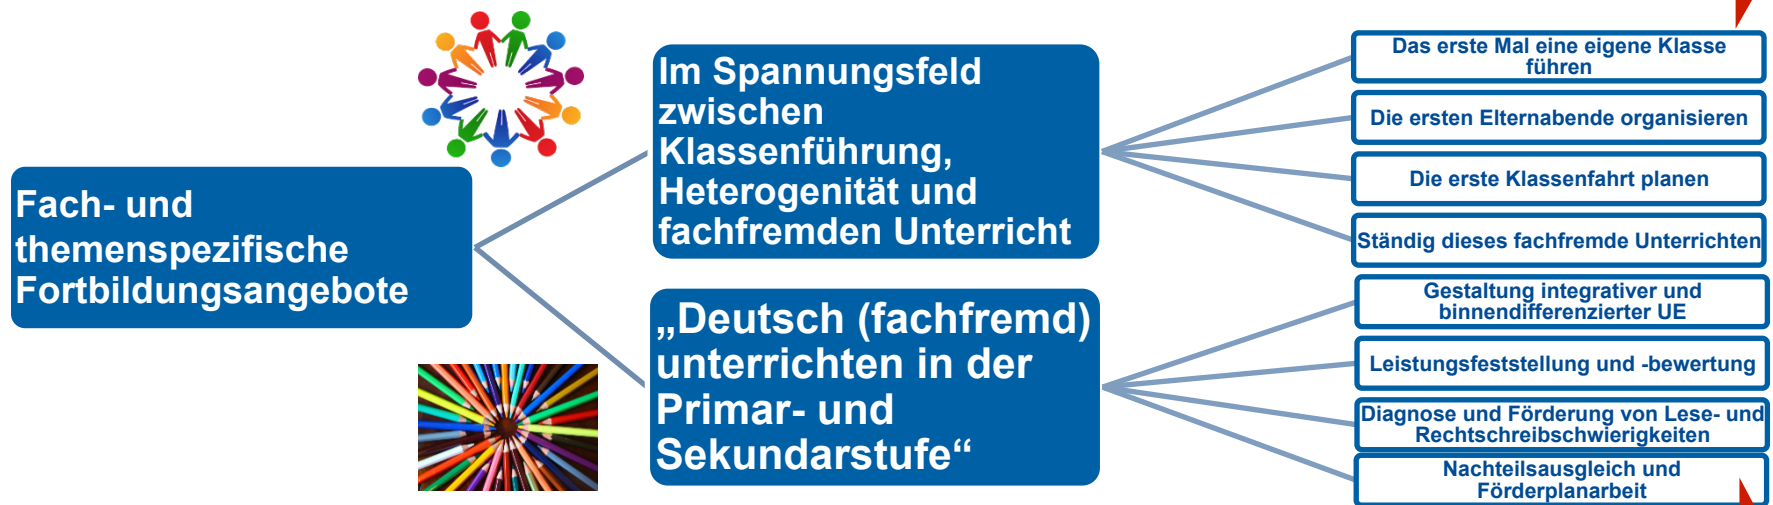 Fach- und
themenspezifische
Fortbildungsangebote
Im Spannungsfeld
zwischen
Klassenführung,
Heterogenität und
fachfremden Unterricht
„Deutsch (fachfremd)
unterrichten in der
Primar- und
Sekundarstufe“
Das erste Mal eine eigene Klasse
führen
Die ersten Elternabende organisieren
Die erste Klassenfahrt planen
Ständig dieses fachfremde Unterrichten
Gestaltung integrativer und
binnendifferenzierter UE
Leistungsfeststellung und -bewertung
Diagnose und Förderung von Lese- und
Rechtschreibschwierigkeiten
Nachteilsausgleich und
Förderplanarbeit